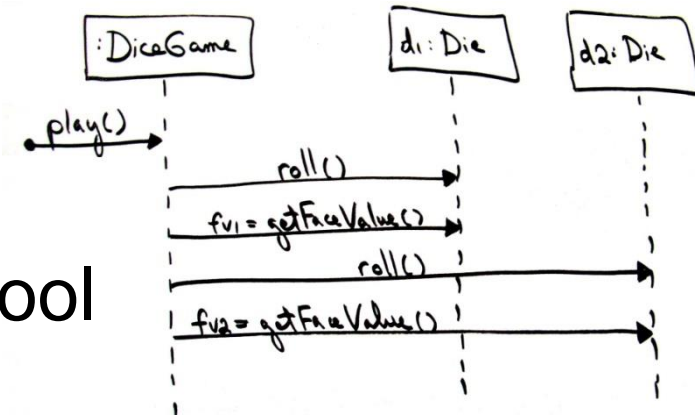 :DiceGame
d1: Die
d2: Die
play()
roll()
fv1 = getFaceValue()
roll()
ool
fv2 = getFaceValue()